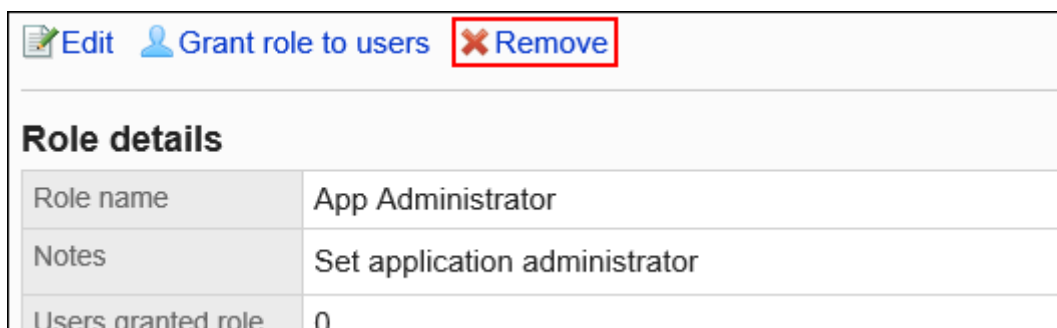 Edit Grant role to users Remove
Role details
Role name App Administrator
Notes Set application administrator
Users granted role 0